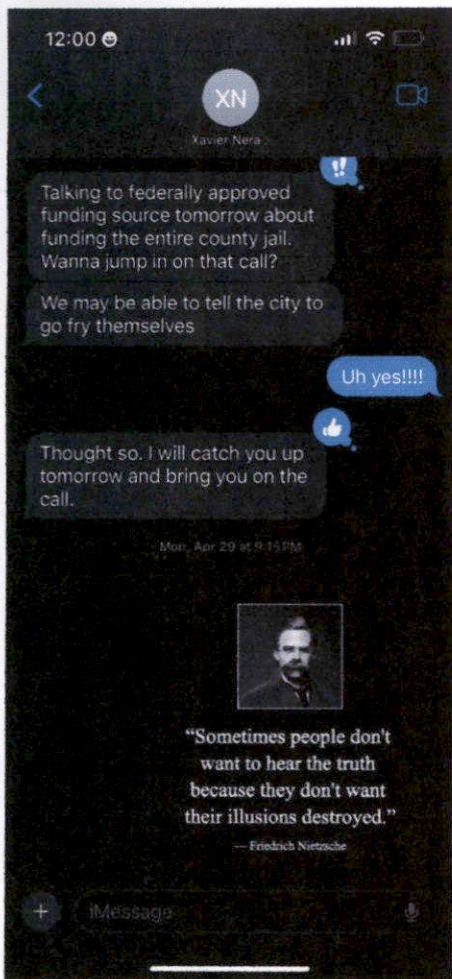 12:00
XN
Xavier Nera >
Talking to federally approved
funding source tomorrow about
funding the entire county jail.
Wanna jump in on that call?
We may be able to tell the city to
go fry themselves
Uh yes!!!!
Thought so. I will catch you up
tomorrow and bring you on the
call.
Mon, Apr 29 at 9:15 PM
“Sometimes people don't
want to hear the truth
because they don't want
their illusions destroyed.”
— Friedrich Nietzsche
iMessage